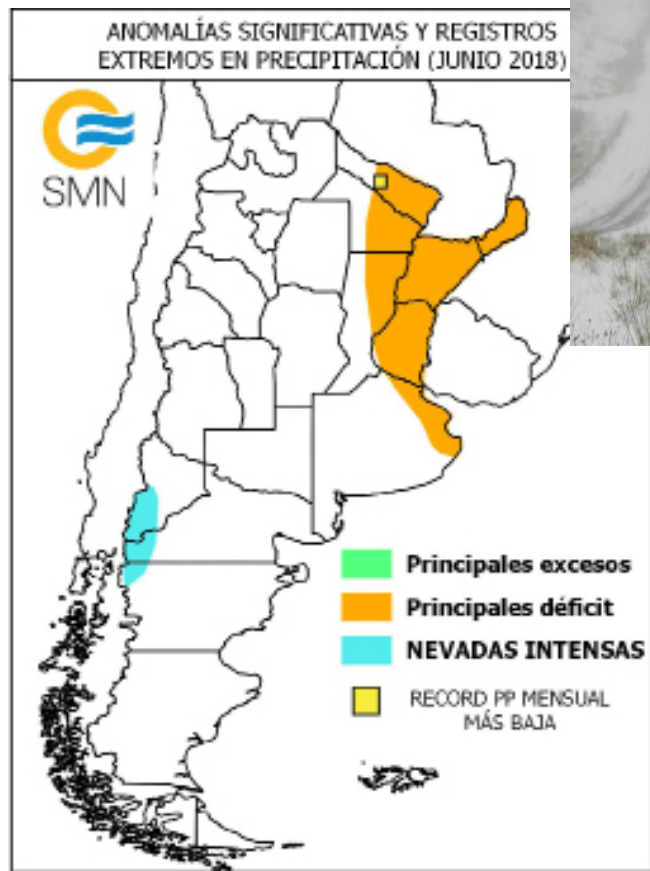 ANOMALÍAS SIGNIFICATIVAS Y REGISTROS
EXTREMOS EN PRECIPITACIÓN (JUNIO 2018)
SMN
Principales excesos
Principales déficit
NEVADAS INTENSAS
RECORD PP MENSUAL
MÁS BAJA